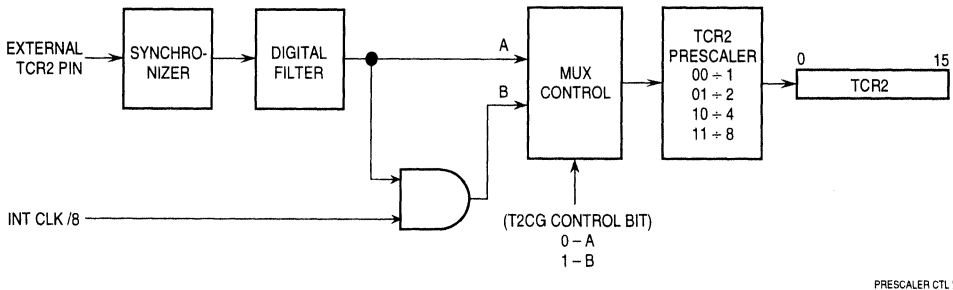 EXTERNAL
TCR2 PIN
SYNCHRO-
NIZER
DIGITAL
FILTER
A
B
MUX
CONTROL
TCR2
PRESCALER
00 ÷ 1
01 ÷ 2
10 ÷ 4
11 ÷ 8
0 15
TCR2
INT CLK /8
(T2CG CONTROL BIT)
0 – A
1 – B
PRESCALER CTL